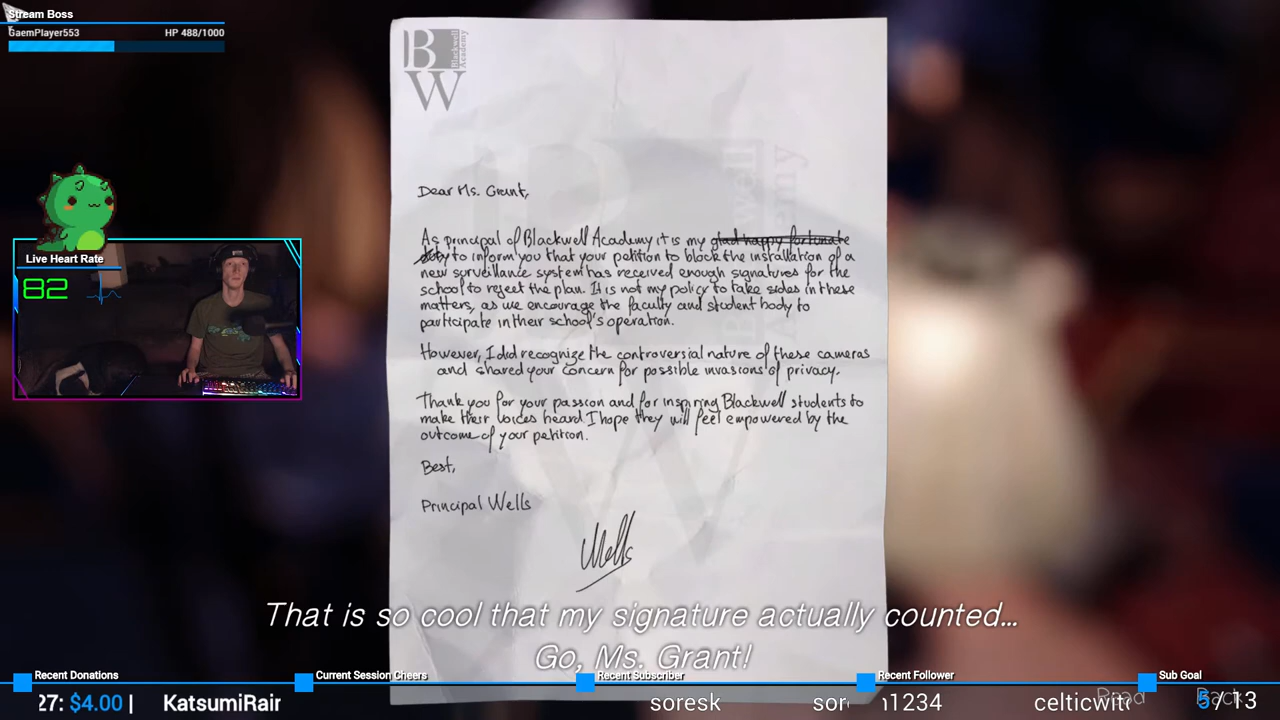 Stream Boss
GaemPlayer553 HP 488/1000
BW
Blackwell
Academy
Dear Ms. Grant,
As principal of Blackwell Academy it is my glad happy fortunate
duty to inform you that your petition to block the installation of a
new surveillance system has received enough signatures for the
school to reject the plan. It is not my policy to take sides in these
matters, as we encourage the faculty and student body to
participate in their school's operation.
However, I did recognize the controversial nature of these cameras
and shared your concern for possible invasions of privacy.
Thank you for your passion and for inspiring Blackwell students to
make their voices heard I hope they will feel empowered by the
outcome of your petition.
Best,
Principal Wells
Wells
Live Heart Rate
82
That is so cool that my signature actually counted...
Go, Ms. Grant!
Recent Donations
Current Session Cheers
Recent Subscriber
Recent Follower
Sub Goal
27: $4.00 | KatsumiRair
soresk
sor
n1234
celticwit
Back
5 / 13